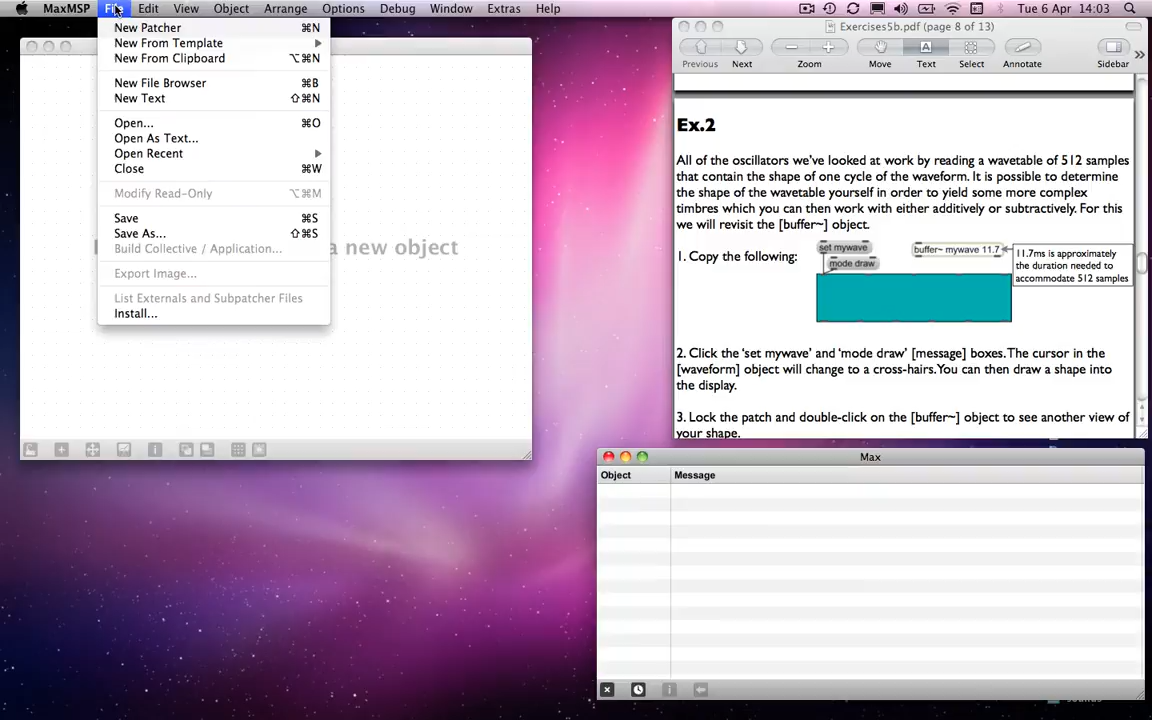 MaxMSP File Edit View Object Arrange Options Debug Window Extras Help Tue 6 Apr 14:03
New Patcher ⌘N
New From Template
New From Clipboard ⌥⌘N
New File Browser ⌘B
New Text ⇧⌘N
Open... ⌘O
Open As Text...
Open Recent
Close ⌘W
Modify Read-Only ⌥⌘M
Save ⌘S
Save As... ⇧⌘S
Build Collective / Application...
Export Image...
List Externals and Subpatcher Files
Install...
a new object
Exercises5b.pdf (page 8 of 13)
Previous Next Zoom Move Text Select Annotate Sidebar
Ex.2
All of the oscillators we've looked at work by reading a wavetable of 512 samples
that contain the shape of one cycle of the waveform. It is possible to determine
the shape of the wavetable yourself in order to yield some more complex
timbres which you can then work with either additively or subtractively. For this
we will revisit the [buffer~] object.
1. Copy the following:
set mywave
mode draw
buffer~ mywave 11.7
11.7ms is approximately
the duration needed to
accommodate 512 samples
2. Click the 'set mywave' and 'mode draw' [message] boxes. The cursor in the
[waveform] object will change to a cross-hairs. You can then draw a shape into
the display.
3. Lock the patch and double-click on the [buffer~] object to see another view of
your shape.
Max
Object Message